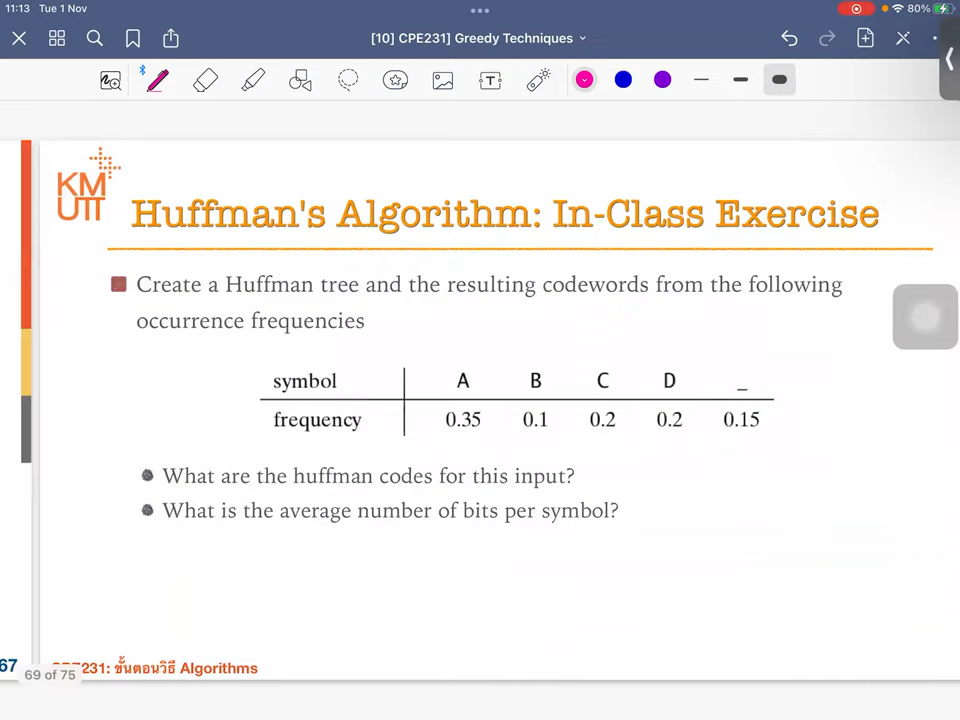 11:13 Tue 1 Nov
80%
[10] CPE231] Greedy Techniques
T
KM
UTT
Huffman's Algorithm: In-Class Exercise
Create a Huffman tree and the resulting codewords from the following
occurrence frequencies
symbol A B C D _
frequency 0.35 0.1 0.2 0.2 0.15
What are the huffman codes for this input?
What is the average number of bits per symbol?
67
69 of 75
231: ขั้นตอนวิธี Algorithms